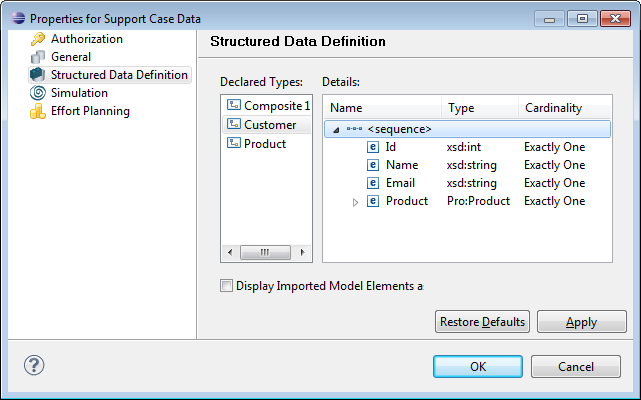 Properties for Support Case Data
Authorization
General
Structured Data Definition
Simulation
Effort Planning
Structured Data Definition
Declared Types:
Composite 1
Customer
Product
Details:
Name Type Cardinality
<sequence>
Id xsd:int Exactly One
Name xsd:string Exactly One
Email xsd:string Exactly One
Product Pro:Product Exactly One
Display Imported Model Elements a
Restore Defaults Apply
? OK Cancel